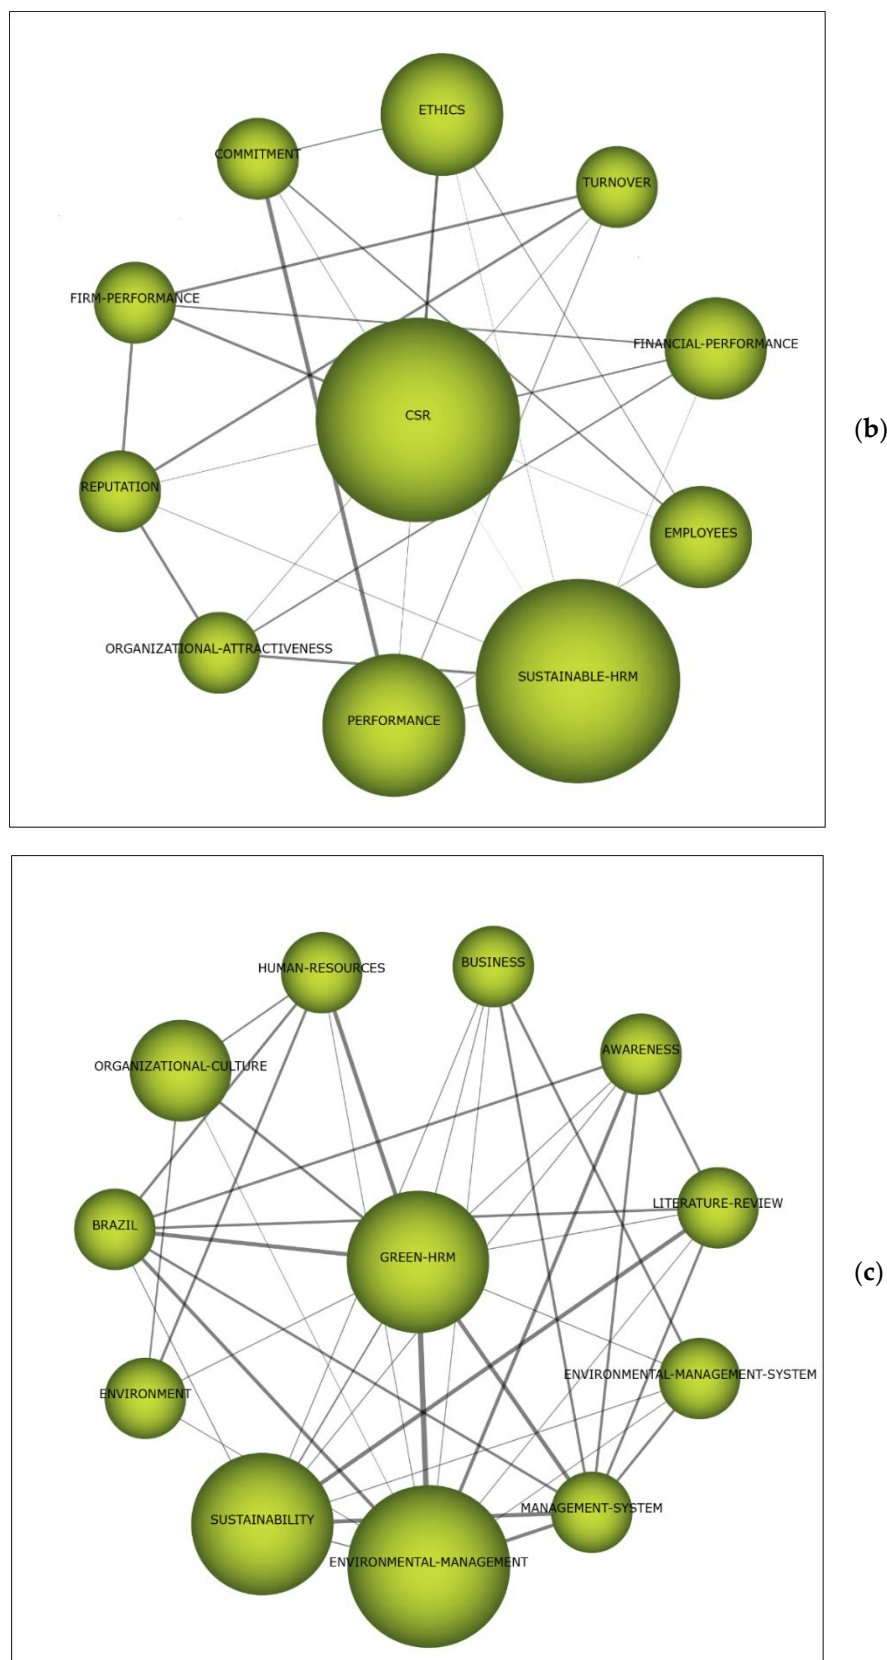 ETHICS
COMMITMENT
TURNOVER
FIRM-PERFORMANCE
FINANCIAL-PERFORMANCE
CSR
(b)
REPUTATION
EMPLOYEES
ORGANIZATIONAL-ATTRACTIVENESS
SUSTAINABLE-HRM
PERFORMANCE
HUMAN-RESOURCES
BUSINESS
AWARENESS
ORGANIZATIONAL-CULTURE
LITERATURE-REVIEW
BRAZIL
GREEN-HRM
(c)
ENVIRONMENTAL-MANAGEMENT-SYSTEM
ENVIRONMENT
MANAGEMENT-SYSTEM
SUSTAINABILITY
ENVIRONMENTAL-MANAGEMENT